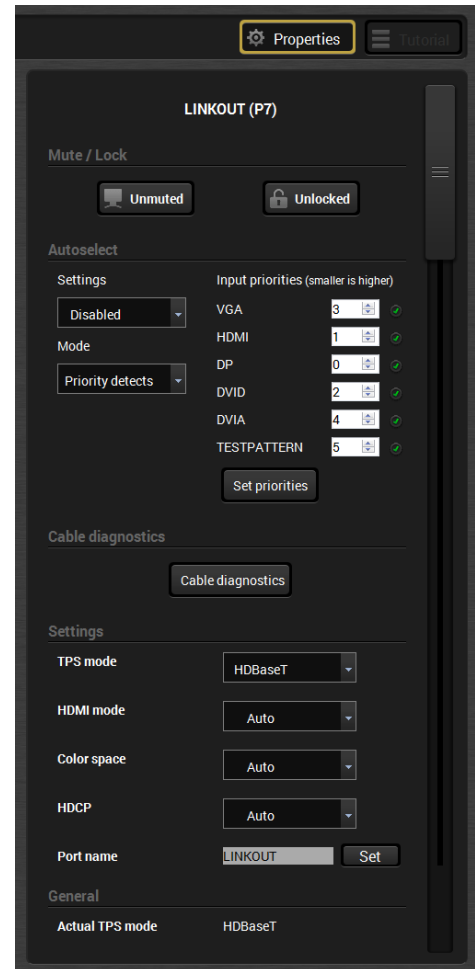 Properties
Tutorial
LINKOUT (P7)
Mute / Lock
Unmuted
Unlocked
Autoselect
Settings
Input priorities (smaller is higher)
Disabled
VGA 3
Mode
HDMI 1
Priority detects
DP 0
DVID 2
DVIA 4
TESTPATTERN 5
Set priorities
Cable diagnostics
Cable diagnostics
Settings
TPS mode HDBaseT
HDMI mode Auto
Color space Auto
HDCP Auto
Port name LINKOUT Set
General
Actual TPS mode HDBaseT